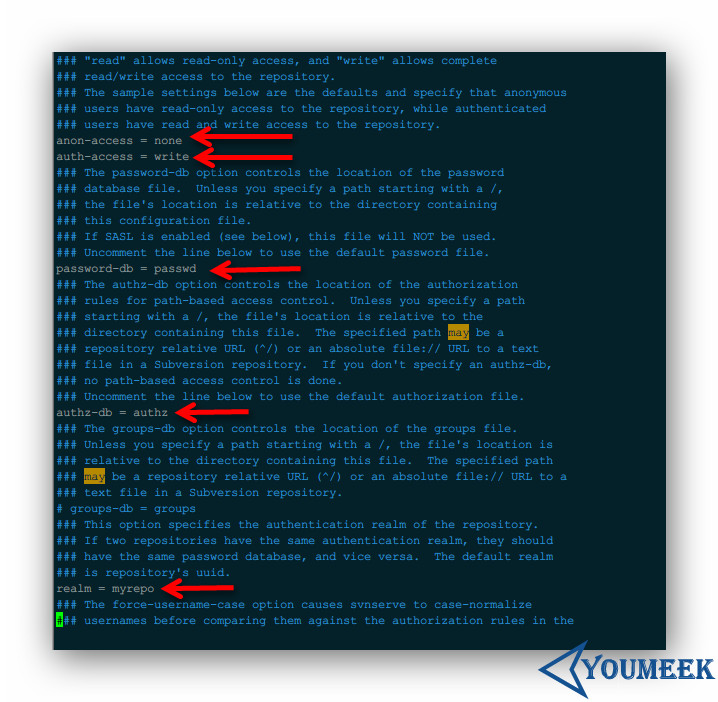 ### "read" allows read-only access, and "write" allows complete
### read/write access to the repository.
### The sample settings below are the defaults and specify that anonymous
### users have read-only access to the repository, while authenticated
### users have read and write access to the repository.
anon-access = none
auth-access = write
### The password-db option controls the location of the password
### database file.  Unless you specify a path starting with a /,
### the file's location is relative to the directory containing
### this configuration file.
### If SASL is enabled (see below), this file will NOT be used.
### Uncomment the line below to use the default password file.
password-db = passwd
### The authz-db option controls the location of the authorization
### rules for path-based access control.  Unless you specify a path
### starting with a /, the file's location is relative to the
### directory containing this file.  The specified path may be a
### repository relative URL (^/) or an absolute file:// URL to a text
### file in a Subversion repository.  If you don't specify an authz-db,
### no path-based access control is done.
### Uncomment the line below to use the default authorization file.
authz-db = authz
### The groups-db option controls the location of the groups file.
### Unless you specify a path starting with a /, the file's location is
### relative to the directory containing this file.  The specified path
### may be a repository relative URL (^/) or an absolute file:// URL to a
### text file in a Subversion repository.
# groups-db = groups
### This option specifies the authentication realm of the repository.
### If two repositories have the same authentication realm, they should
### have the same password database, and vice versa.  The default realm
### is repository's uuid.
realm = myrepo
### The force-username-case option causes svnserve to case-normalize
### usernames before comparing them against the authorization rules in the
YOUMEEK